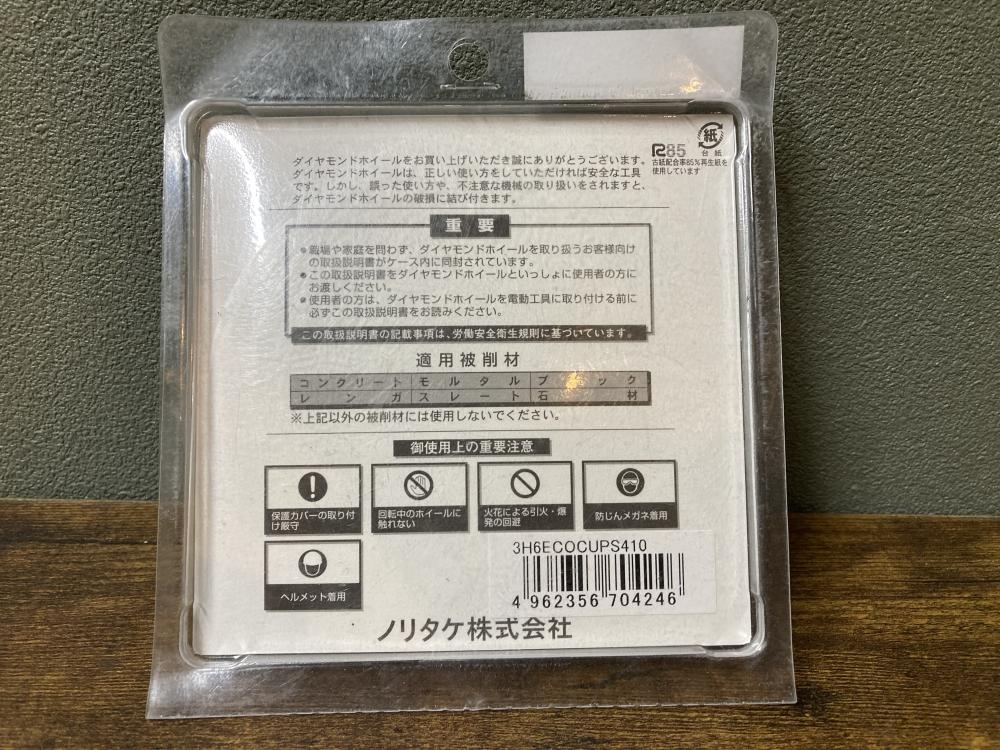 紙
R85
台紙
古紙配合率85%再生紙を
使用しています
ダイヤモンドホイールをお買い上げいただき誠にありがとうございます。
ダイヤモンドホイールは、正しい使い方をしていただければ安全な工具
です。しかし、誤った使い方や、不注意な機械の取り扱いをされますと、
ダイヤモンドホイールの破損に結び付きます。
重要
●職場や家庭を問わず、ダイヤモンドホイールを取り扱うお客様向け
の取扱説明書がケース内に同封されています。
●この取扱説明書をダイヤモンドホイールといっしょに使用者の方に
お渡しください。
●使用者の方は、ダイヤモンドホイールを電動工具に取り付ける前に
必ずこの取扱説明書をお読みください。
この取扱説明書の記載事項は、労働安全衛生規則に基づいています。
適用被削材
コンクリート モルタル ブロック
レンガ スレート 石材
※上記以外の被削材には使用しないでください。
御使用上の重要注意
保護カバーの取り付
け厳守
回転中のホイールに
触れない
火花による引火・爆
発の回避
防じんメガネ着用
ヘルメット着用
3H6ECOCUPS410
4 962356 704246
ノリタケ株式会社